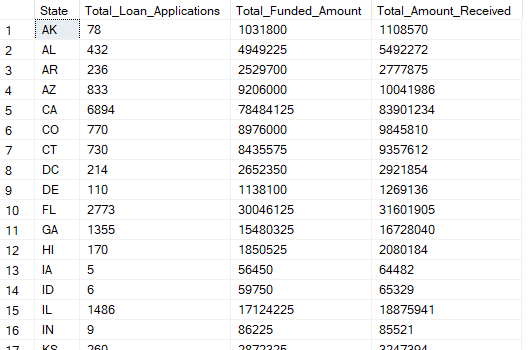 State Total_Loan_Applications Total_Funded_Amount Total_Amount_Received
1 AK 78 1031800 1108570
2 AL 432 4949225 5492272
3 AR 236 2529700 2777875
4 AZ 833 9206000 10041986
5 CA 6894 78484125 83901234
6 CO 770 8976000 9845810
7 CT 730 8435575 9357612
8 DC 214 2652350 2921854
9 DE 110 1138100 1269136
10 FL 2773 30046125 31601905
11 GA 1355 15480325 16728040
12 HI 170 1850525 2080184
13 IA 5 56450 64482
14 ID 6 59750 65329
15 IL 1486 17124225 18875941
16 IN 9 86225 85521
17 KS 260 2872325 3247394